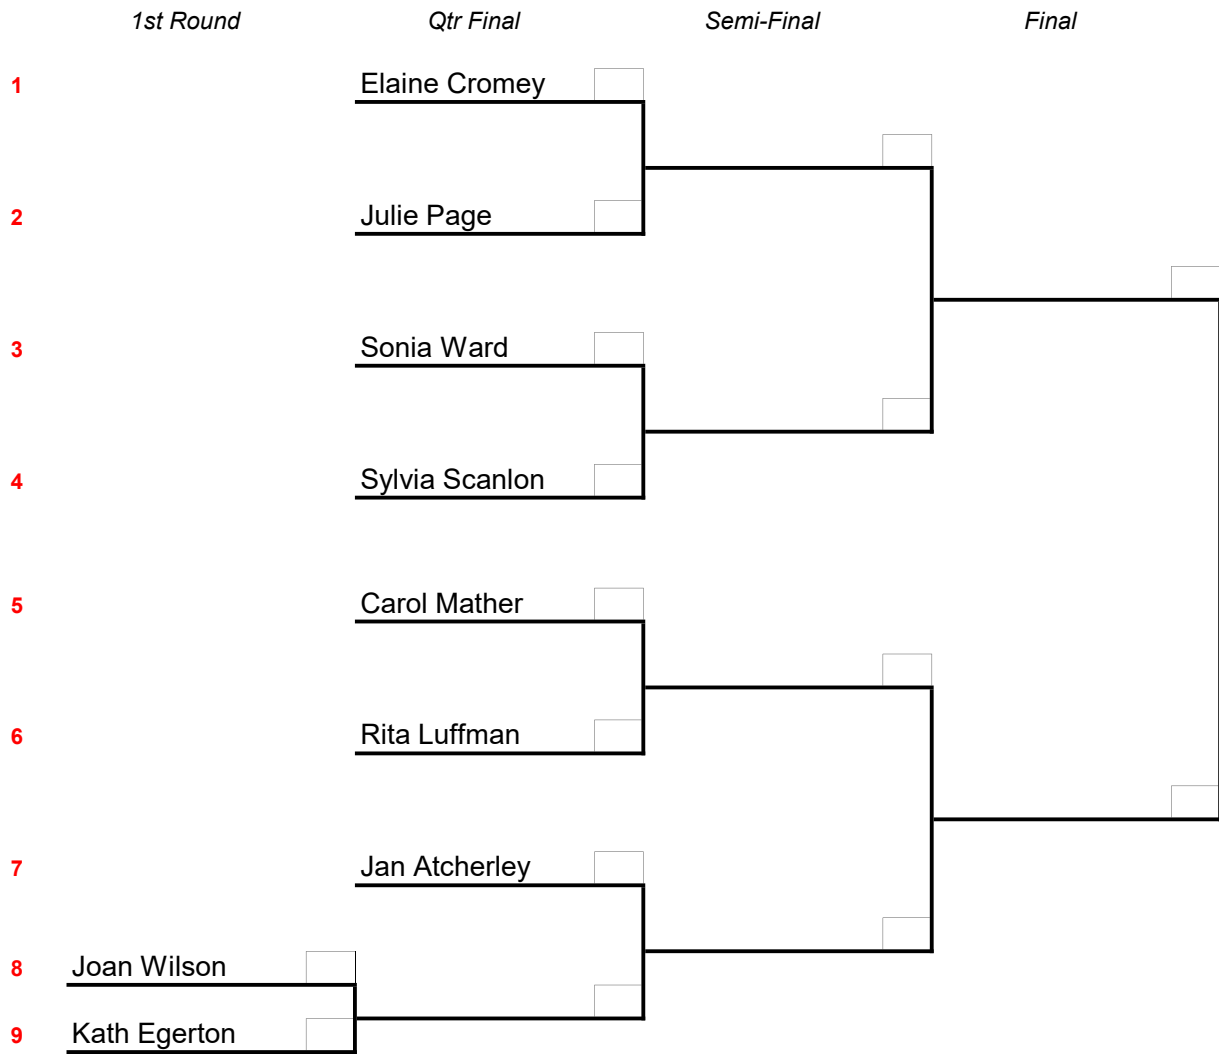 1st Round Qtr Final Semi-Final Final
1 Elaine Cromey
2 Julie Page
3 Sonia Ward
4 Sylvia Scanlon
5 Carol Mather
6 Rita Luffman
7 Jan Atcherley
8 Joan Wilson
9 Kath Egerton